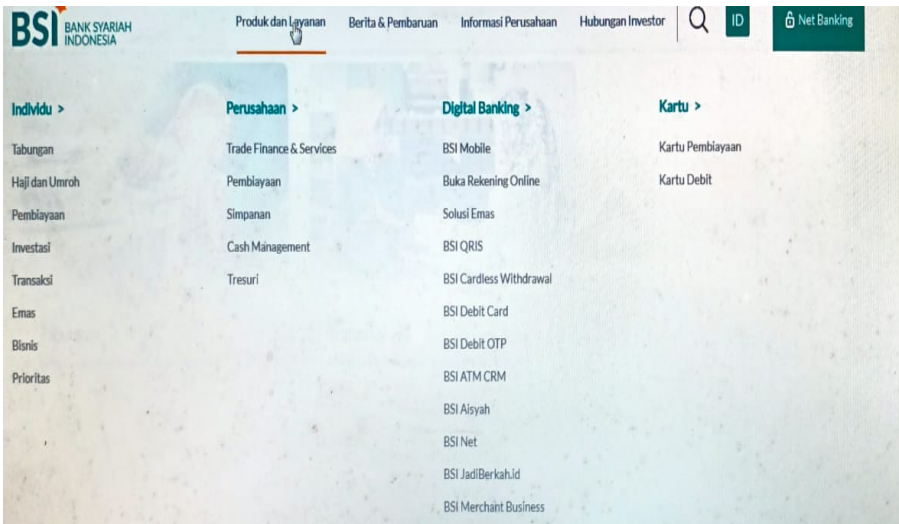 BSI BANK SYARIAH
INDONESIA
Produk dan Layanan
Berita & Pembaruan
Informasi Perusahaan
Hubungan Investor
ID
Net Banking
Individu >
Tabungan
Haji dan Umroh
Pembiayaan
Investasi
Transaksi
Emas
Bisnis
Prioritas
Perusahaan >
Trade Finance & Services
Pembiayaan
Simpanan
Cash Management
Tresuri
Digital Banking >
BSI Mobile
Buka Rekening Online
Solusi Emas
BSI QRIS
BSI Cardless Withdrawal
BSI Debit Card
BSI Debit OTP
BSI ATM CRM
BSI Aisyah
BSI Net
BSI JadiBerkah.id
BSI Merchant Business
Kartu >
Kartu Pembiayaan
Kartu Debit